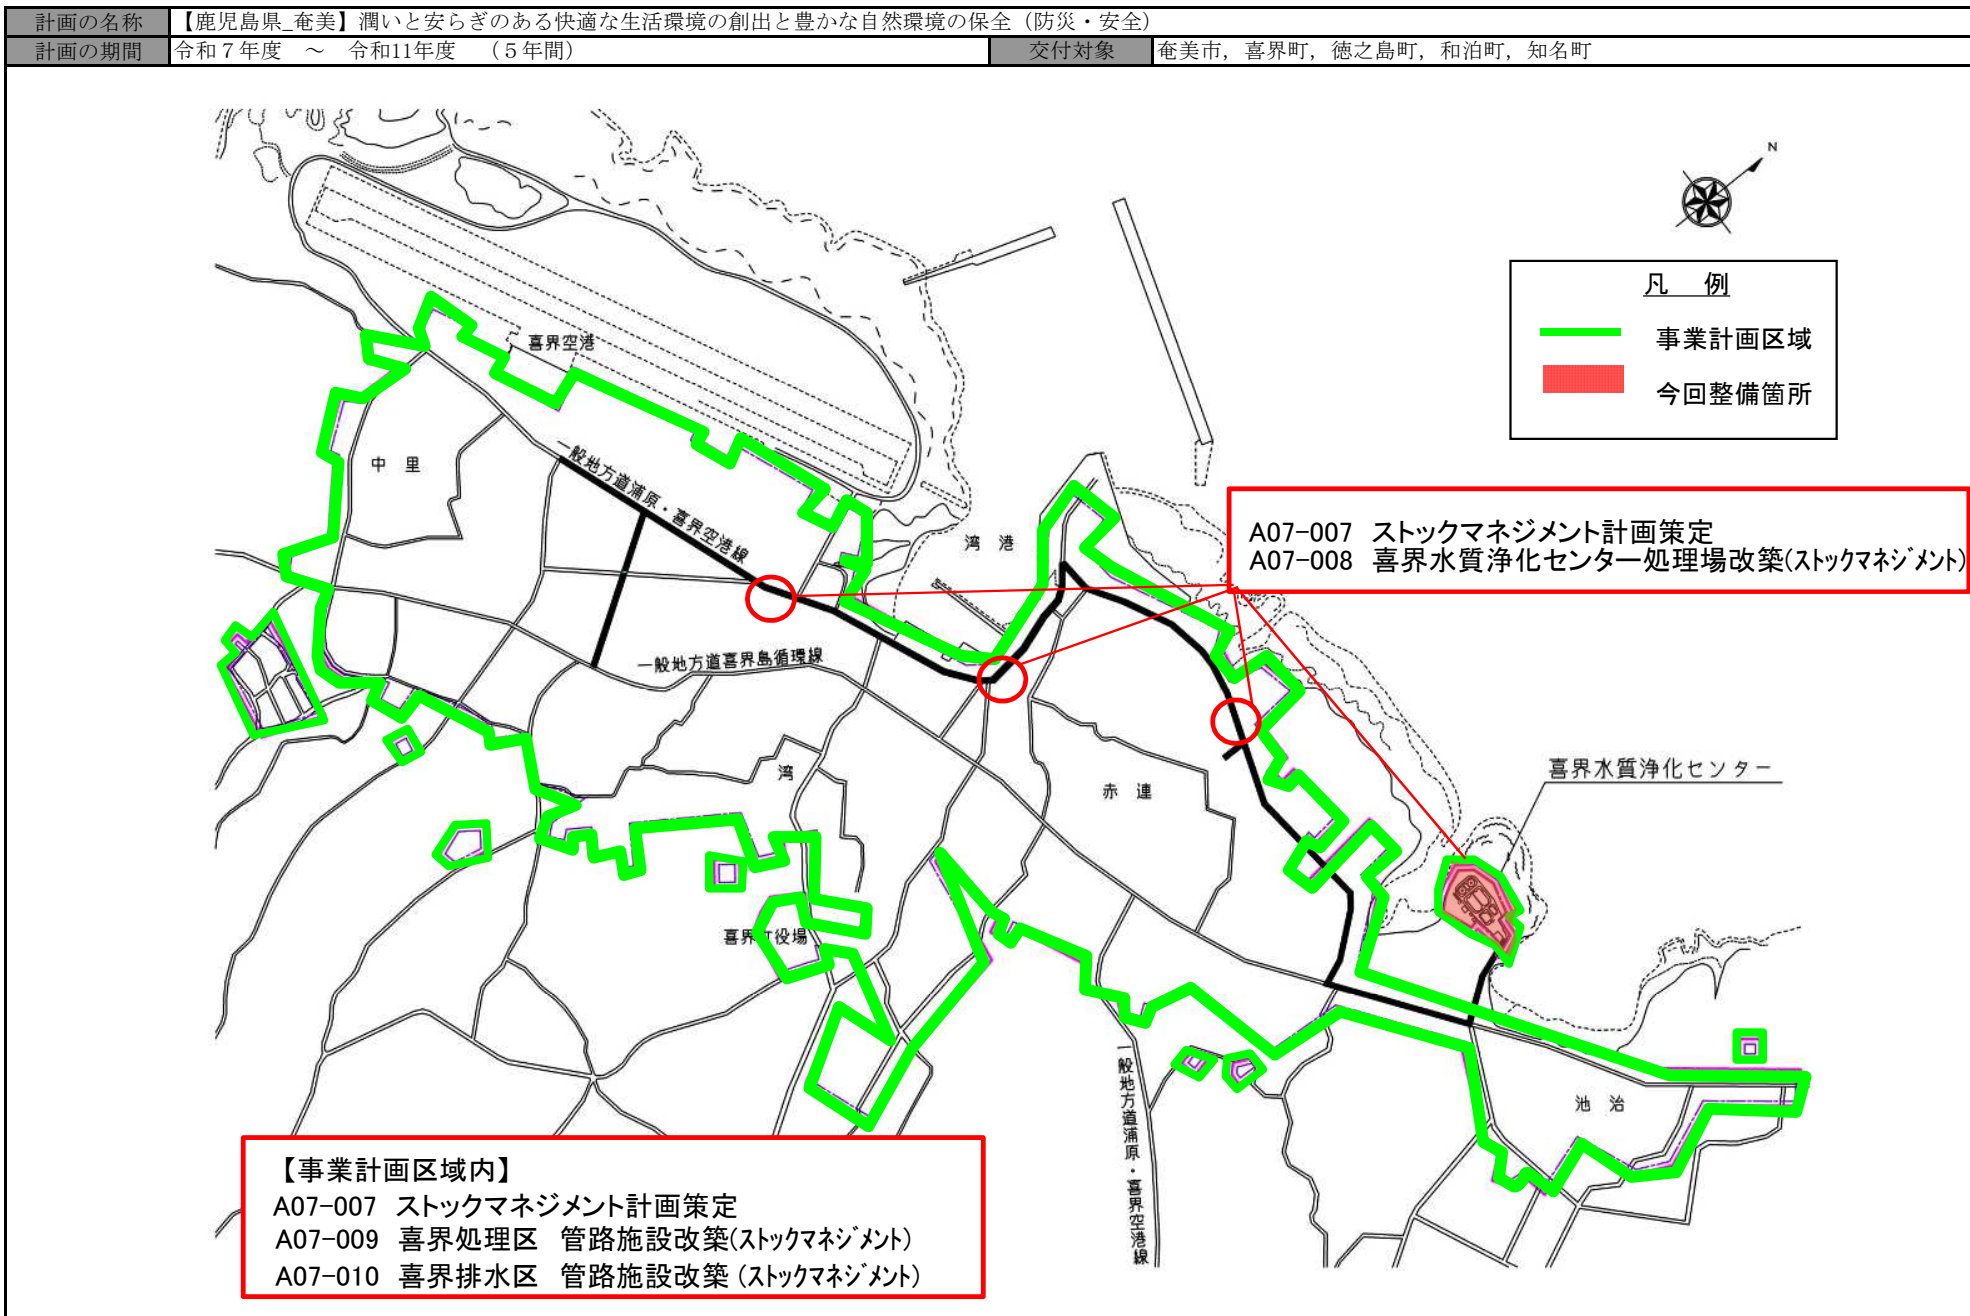 計画の名称 【鹿児島県_奄美】潤いと安らぎのある快適な生活環境の創出と豊かな自然環境の保全（防災・安全）
計画の期間 令和７年度　～　令和11年度　（５年間） 交付対象 奄美市，喜界町，徳之島町，和泊町，知名町
N
凡　例
事業計画区域
今回整備箇所
喜界空港
中 里
一般地方道浦原・喜界空港線
湾 港
A07-007 ストックマネジメント計画策定
A07-008 喜界水質浄化センター処理場改築(ストックマネジメント)
一般地方道喜界島循環線
湾
赤 連
喜界水質浄化センター
喜界町役場
一般地方道浦原・喜界空港線
池 治
【事業計画区域内】
A07-007 ストックマネジメント計画策定
A07-009 喜界処理区　管路施設改築(ストックマネジメント)
A07-010 喜界排水区　管路施設改築 (ストックマネジメント)